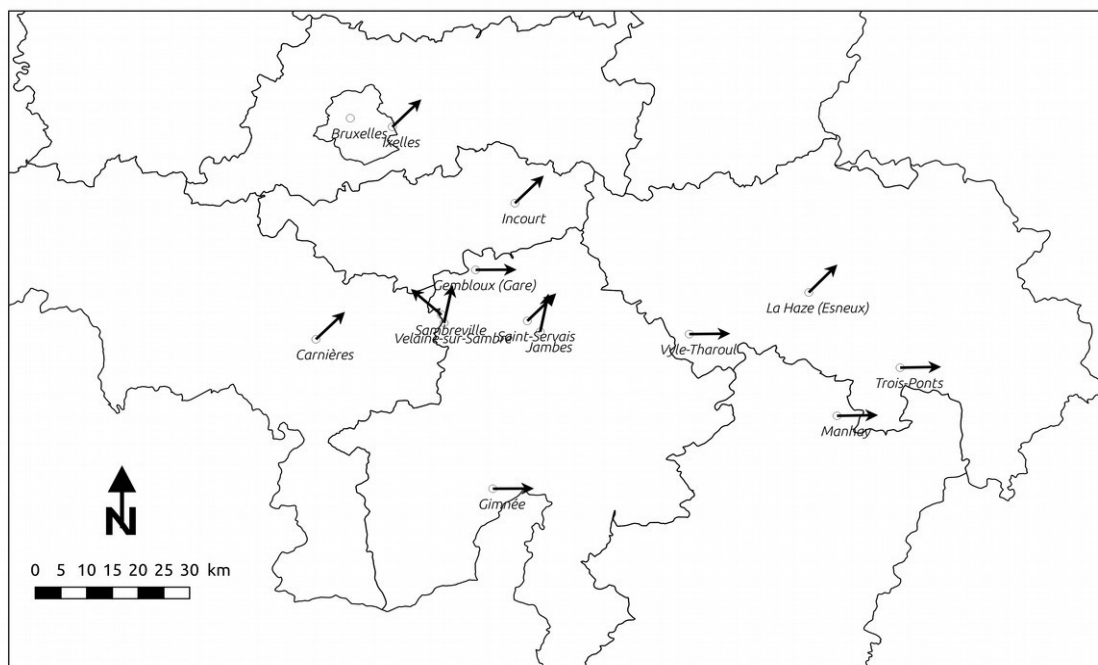 Bruxelles
Ixelles
Incourt
Gembloux (Gare)
La Haze (Esneux)
Sambreville
Velaine-sur-Sambre
Saint-Servais
Jambes
Carnières
Vyle-Tharoul
Trois-Ponts
Manhay
Gimnée
N
0 5 10 15 20 25 30 km